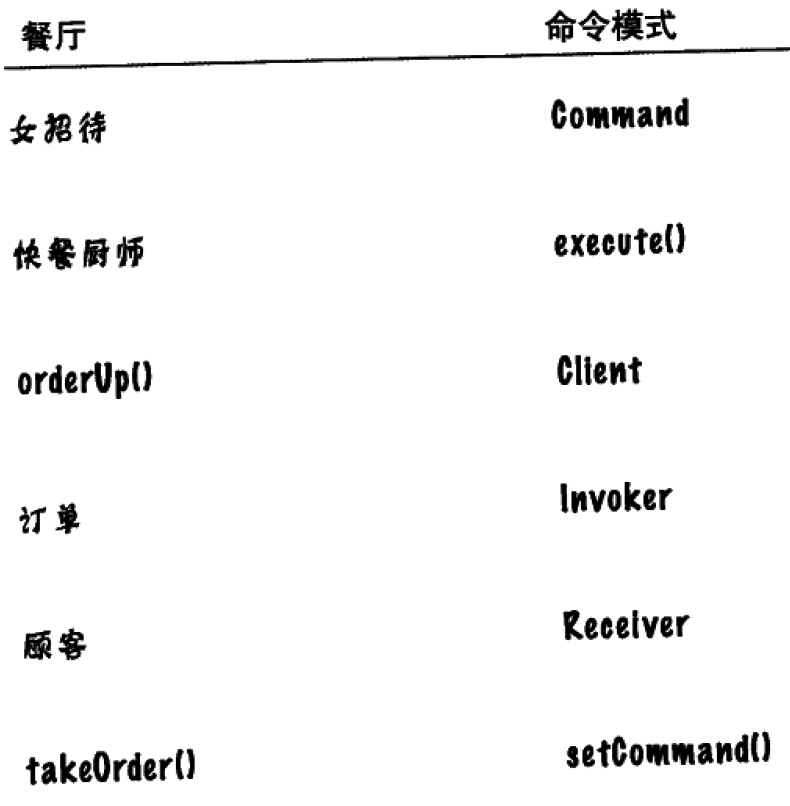 餐厅 命令模式
女招待 Command
快餐厨师 execute()
orderUp() Client
订单 Invoker
顾客 Receiver
takeOrder() setCommand()